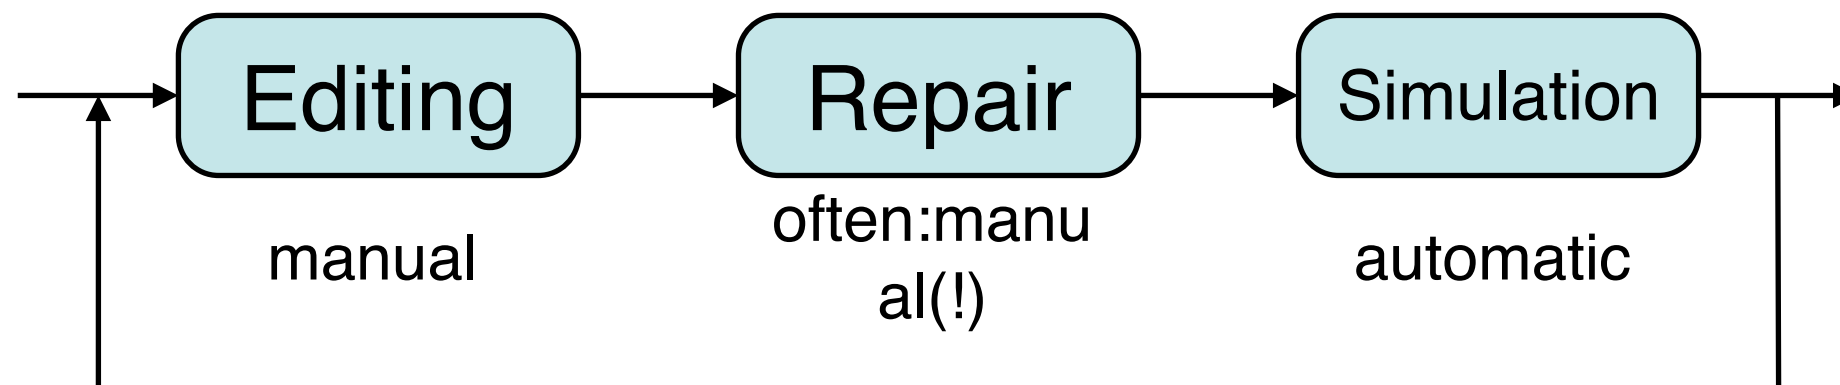 Editing
Repair
Simulation
manual
often:manu
al(!)
automatic